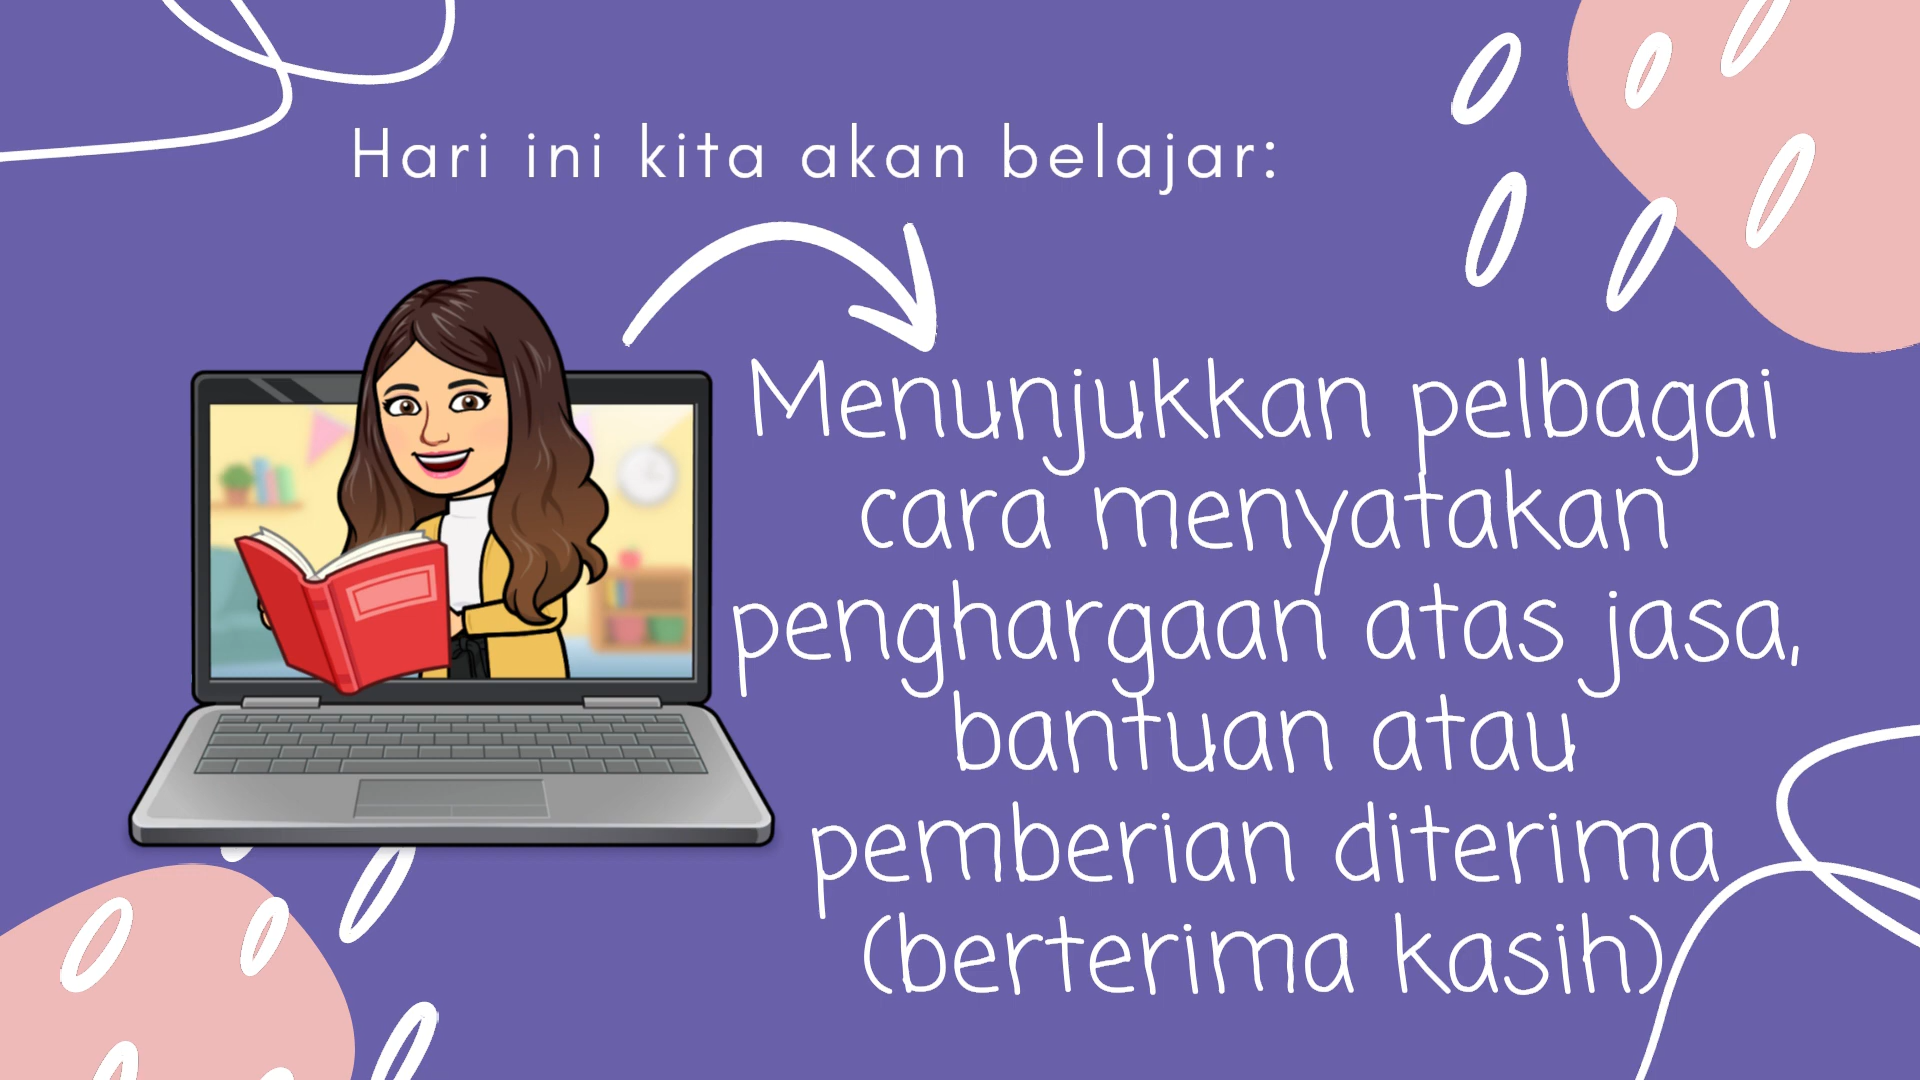 Hari ini kita akan belajar:
Menunjukkan pelbagai
cara menyatakan
penghargaan atas jasa,
bantuan atau
pemberian diterima
(berterima kasih)